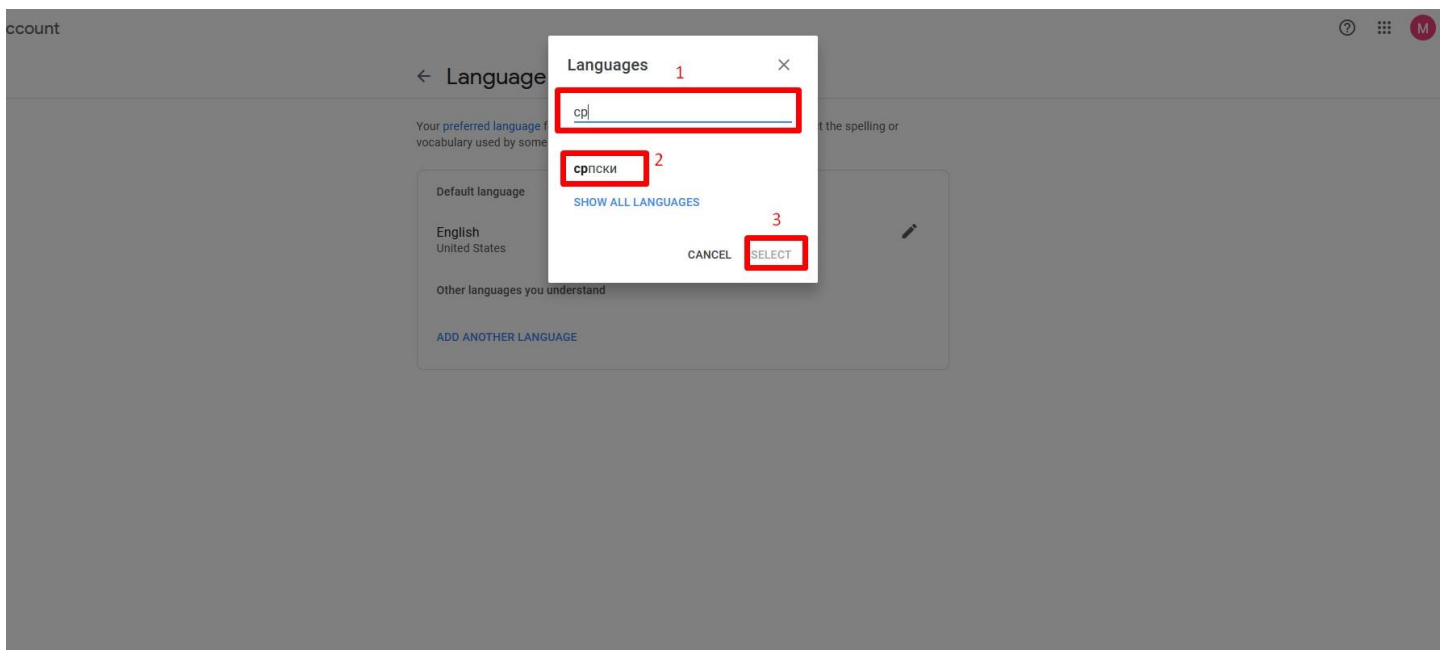 ccount
M
Language
Languages
1
ср
Your preferred language f
t the spelling or
vocabulary used by some
српски
2
Default language
SHOW ALL LANGUAGES
3
English
United States
CANCEL
SELECT
Other languages you understand
ADD ANOTHER LANGUAGE